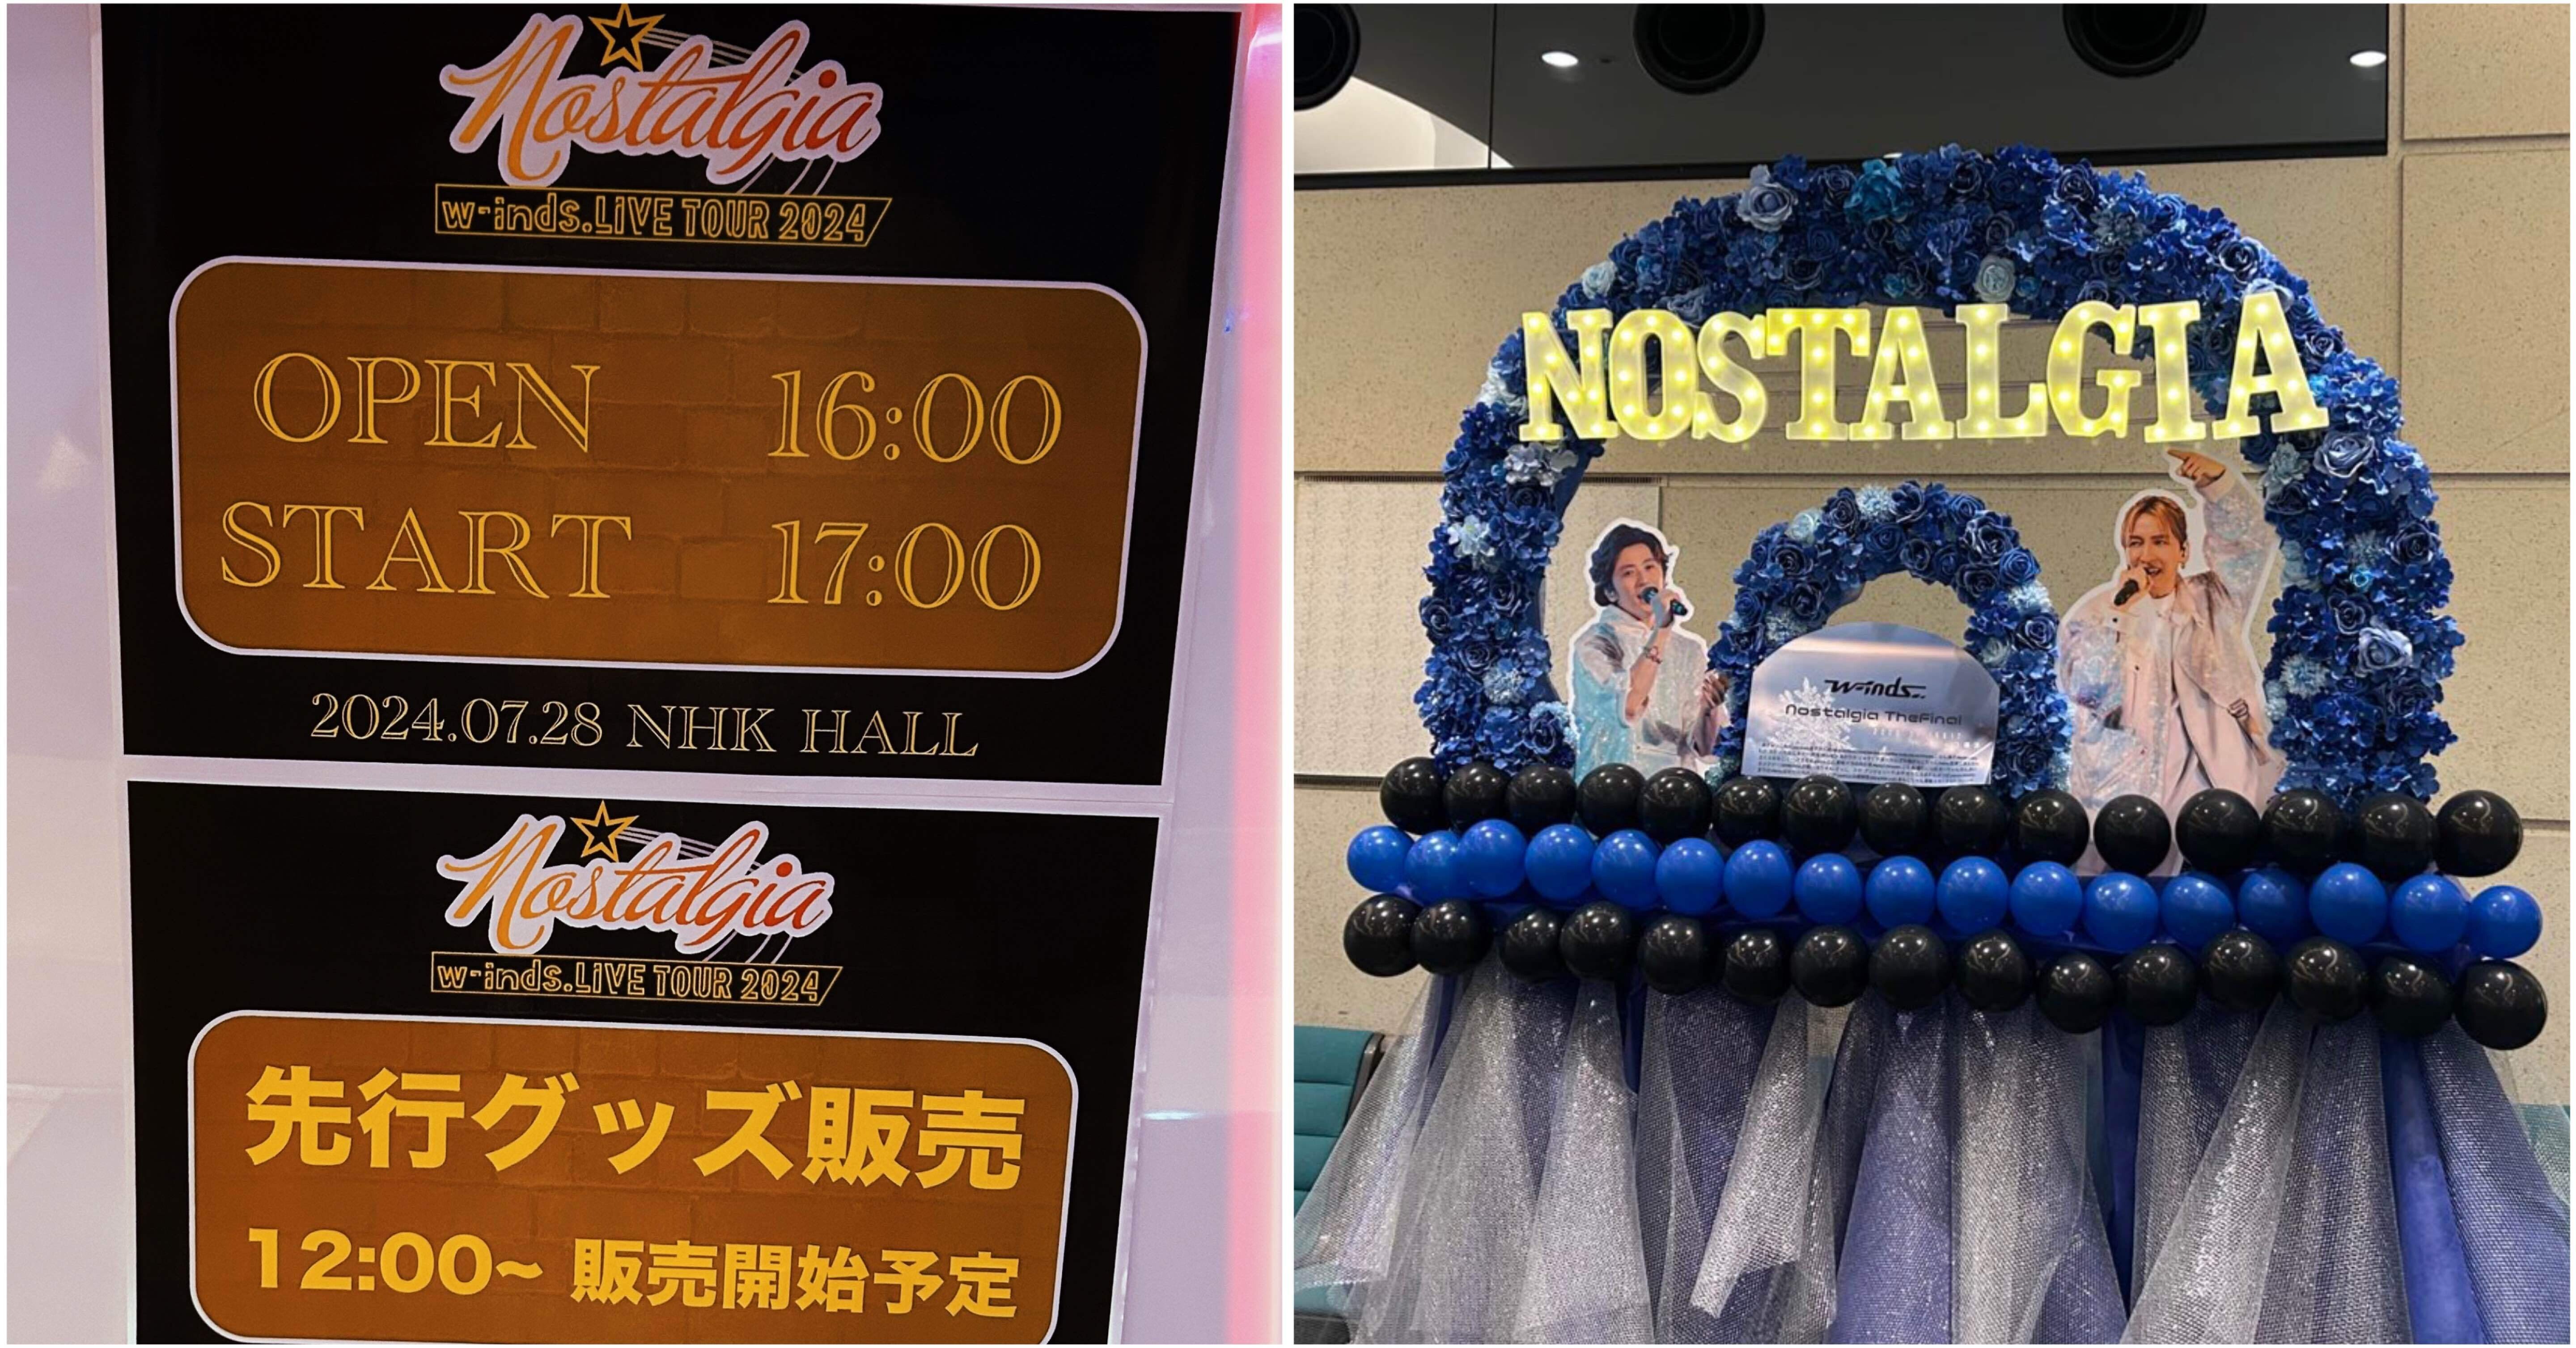 Nostalgia
w-inds.LiVE TOUR 2024
OPEN 16:00
START 17:00
2024.07.28 NHK HALL
Nostalgia
w-inds.LiVE TOUR 2024
先行グッズ販売
12:00~ 販売開始予定
NOSTALGIA
w-inds.
Nostalgia TheFinal